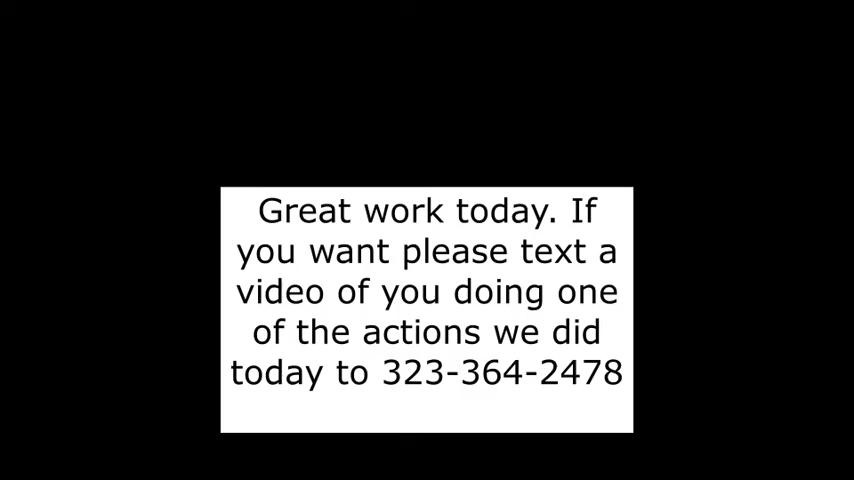 Great work today. If
you want please text a
video of you doing one
of the actions we did
today to 323-364-2478